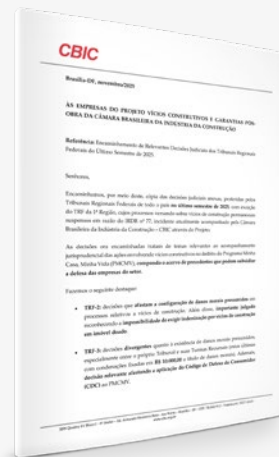 CBIC
Brasília-DF, novembro/2025
ÀS EMPRESAS DO PROJETO VÍCIOS CONSTRUTIVOS E GARANTIAS PÓS-
OBRA DA CÂMARA BRASILEIRA DA INDÚSTRIA DA CONSTRUÇÃO
Referência: Encaminhamento de Relevantes Decisões Judiciais dos Tribunais Regionais
Federais do Último Semestre de 2025.
Senhores,
Encaminhamos, por meio deste, cópia das decisões judiciais anexas, proferidas pelos
Tribunais Regionais Federais de todo o país no último semestre de 2025, com exceção
do TRF da 1ª Região, cujos processos versando sobre vícios de construção permanecem
suspensos em razão do IRDR nº 77, incidente atualmente acompanhado pela Câmara
Brasileira da Indústria da Construção – CBIC através do Projeto.
As decisões ora encaminhadas tratam de temas relevantes ao acompanhamento
jurisprudencial das ações envolvendo vícios construtivos no âmbito do Programa Minha
Casa, Minha Vida (PMCMV), compondo o acervo de precedentes que podem subsidiar
a defesa das empresas do setor.
Fazemos o seguinte destaque:
• TRF-2: decisões que afastam a configuração de danos morais presumidos em
processos relativos a vícios de construção. Além disso, importante julgado
reconhecendo a impossibilidade de exigir indenização por vícios de construção
em imóvel doado.
• TRF-3: decisões divergentes quanto à existência de danos morais presumidos,
especialmente entre o próprio Tribunal e suas Turmas Recursais (estas últimas
com condenações fixadas em R$ 10.000,00 a título de danos morais). Ademais,
decisão relevante afastando a aplicação do Código de Defesa do Consumidor
(CDC) ao PMCMV.